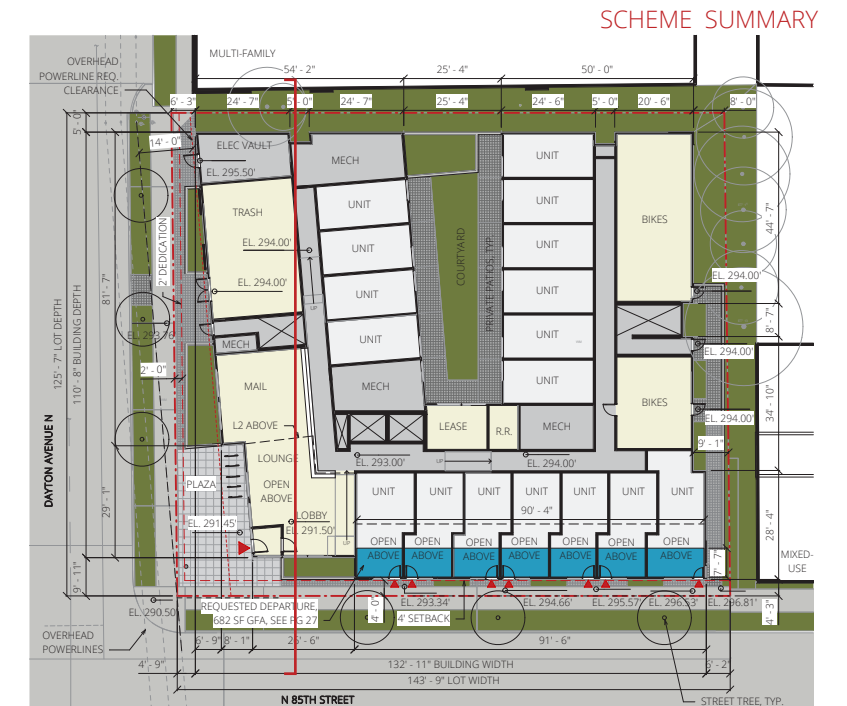 SCHEME SUMMARY
OVERHEAD
POWERLINE REQ.
CLEARANCE
MULTI-FAMILY
54' - 2"
25' - 4"
50' - 0"
6' - 3"
24' - 7"
5' - 0"
24' - 7"
25' - 4"
24' - 6"
5' - 0"
20' - 6"
8' - 0"
5' - 0"
14' - 0"
ELEC VAULT
EL. 295.50'
MECH
UNIT
UNIT
TRASH
UNIT
UNIT
BIKES
44' - 7"
2' DEDICATION
EL. 294.00'
UNIT
UNIT
COURTYARD
PRIVATE PATIOS, TYP.
EL. 294.00'
UNIT
UNIT
EL. 294.00'
UP
81' - 7"
125' - 7" LOT DEPTH
110' - 8" BUILDING DEPTH
EL. 293.76'
UNIT
UNIT
8' - 7"
MECH
EL. 294.00'
2' - 0"
MAIL
MECH
UNIT
BIKES
34' - 10"
L2 ABOVE
LEASE
R.R.
MECH
EL. 294.00'
9' - 1"
DAYTON AVENUE N
LOUNGE
EL. 293.00'
UP
EL. 294.00'
PLAZA
OPEN
ABOVE
UNIT
UNIT
UNIT
UNIT
UNIT
UNIT
UNIT
29' - 1"
90' - 4"
28' - 4"
EL. 291.45'
LOBBY
EL. 291.50'
UP
OPEN
ABOVE
OPEN
ABOVE
OPEN
ABOVE
OPEN
ABOVE
OPEN
ABOVE
OPEN
ABOVE
OPEN
ABOVE
7' - 7"
MIXED-
USE
9' - 11"
EL. 290.50'
REQUESTED DEPARTURE,
682 SF GFA, SEE PG 27
4' - 0"
EL. 293.34'
4' SETBACK
EL. 294.66'
EL. 295.57'
EL. 296.53'
EL. 296.81'
4' - 3"
OVERHEAD
POWERLINES
6' - 9"
8' - 1"
26' - 6"
91' - 6"
4' - 9"
132' - 11" BUILDING WIDTH
6' - 2"
143' - 9" LOT WIDTH
N 85TH STREET
STREET TREE, TYP.